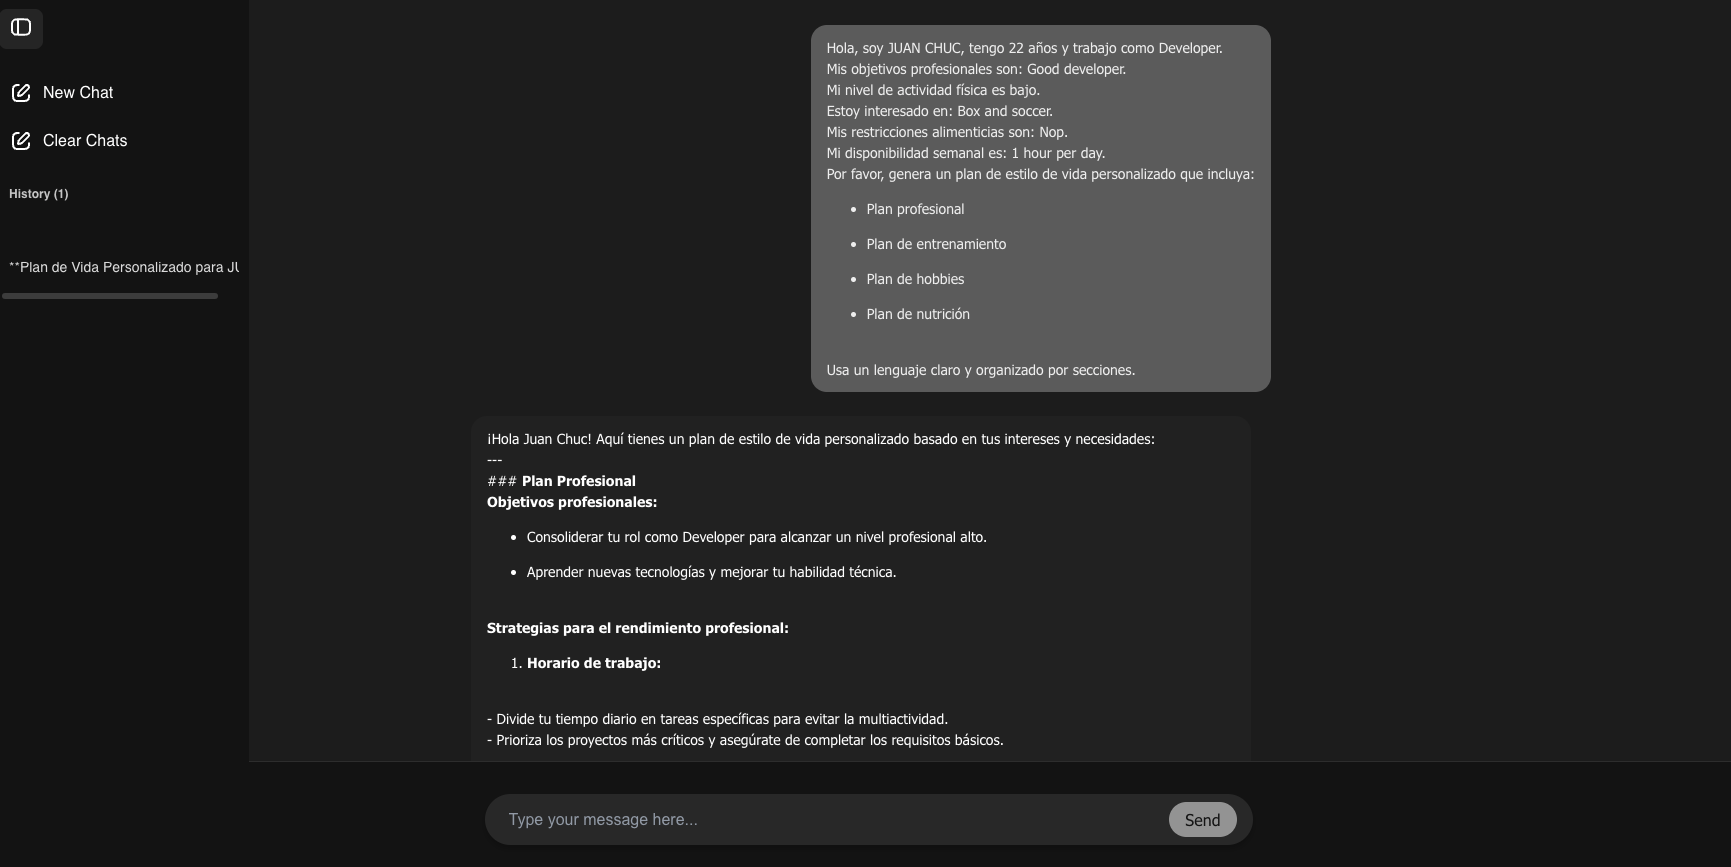 New Chat
Clear Chats
History (1)
**Plan de Vida Personalizado para JU
Hola, soy JUAN CHUC, tengo 22 años y trabajo como Developer.
Mis objetivos profesionales son: Good developer.
Mi nivel de actividad física es bajo.
Estoy interesado en: Box and soccer.
Mis restricciones alimenticias son: Nop.
Mi disponibilidad semanal es: 1 hour per day.
Por favor, genera un plan de estilo de vida personalizado que incluya:
• Plan profesional
• Plan de entrenamiento
• Plan de hobbies
• Plan de nutrición
Usa un lenguaje claro y organizado por secciones.
¡Hola Juan Chuc! Aquí tienes un plan de estilo de vida personalizado basado en tus intereses y necesidades:
---
### Plan Profesional
Objetivos profesionales:
• Consoliderar tu rol como Developer para alcanzar un nivel profesional alto.
• Aprender nuevas tecnologías y mejorar tu habilidad técnica.
Strategias para el rendimiento profesional:
1. Horario de trabajo:
- Divide tu tiempo diario en tareas específicas para evitar la multiactividad.
- Prioriza los proyectos más críticos y asegúrate de completar los requisitos básicos.
Type your message here...
Send